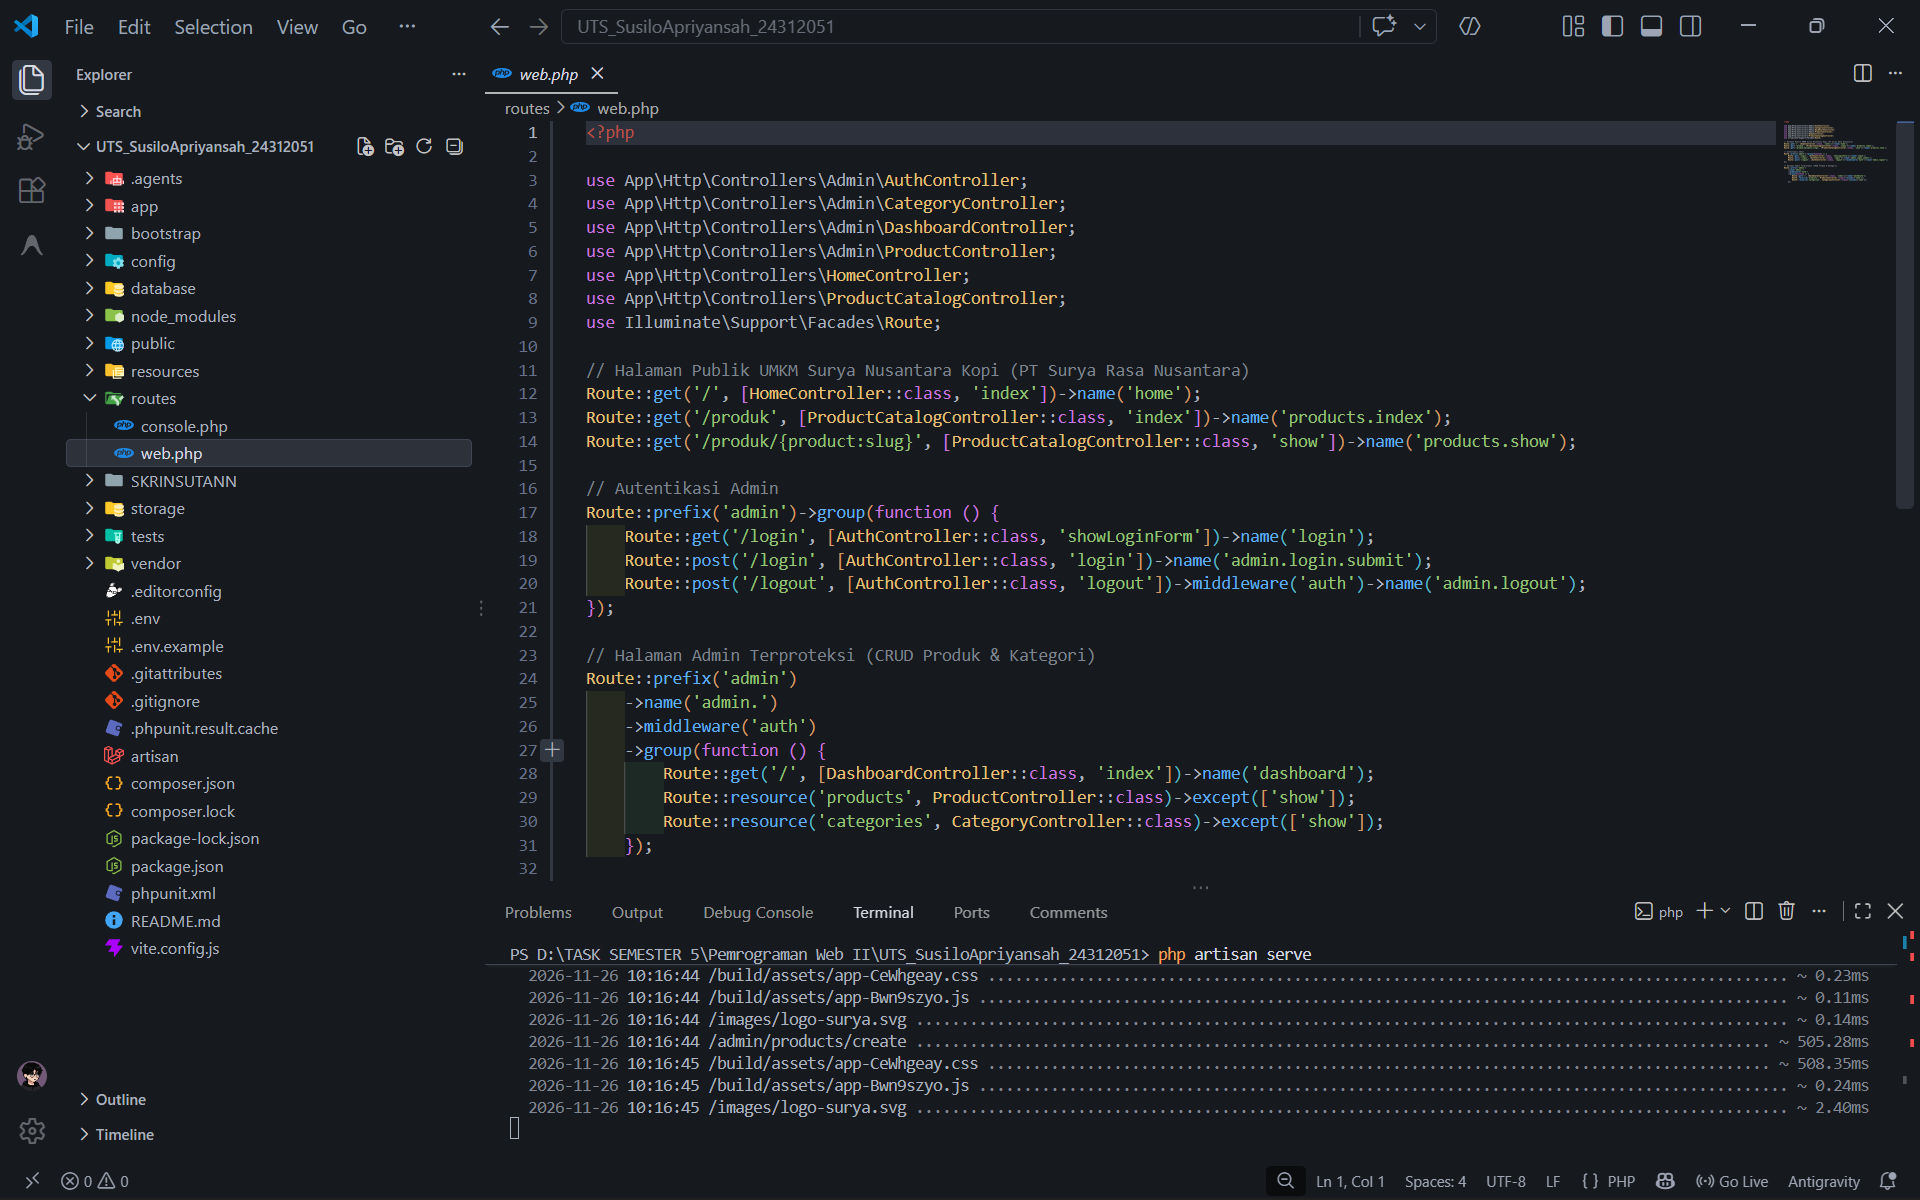 File Edit Selection View Go ···
UTS_SusiloApriyansah_24312051
Explorer
Search
UTS_SusiloApriyansah_24312051
.agents
app
bootstrap
config
database
node_modules
public
resources
routes
console.php
web.php
SKRINSUTANN
storage
tests
vendor
.editorconfig
.env
.env.example
.gitattributes
.gitignore
.phpunit.result.cache
artisan
composer.json
composer.lock
package-lock.json
package.json
phpunit.xml
README.md
vite.config.js
Outline
Timeline
web.php
routes > web.php
1 <?php
2
3 use App\Http\Controllers\Admin\AuthController;
4 use App\Http\Controllers\Admin\CategoryController;
5 use App\Http\Controllers\Admin\DashboardController;
6 use App\Http\Controllers\Admin\ProductController;
7 use App\Http\Controllers\HomeController;
8 use App\Http\Controllers\ProductCatalogController;
9 use Illuminate\Support\Facades\Route;
10
11 // Halaman Publik UMKM Surya Nusantara Kopi (PT Surya Rasa Nusantara)
12 Route::get('/', [HomeController::class, 'index'])->name('home');
13 Route::get('/produk', [ProductCatalogController::class, 'index'])->name('products.index');
14 Route::get('/produk/{product:slug}', [ProductCatalogController::class, 'show'])->name('products.show');
15
16 // Autentikasi Admin
17 Route::prefix('admin')->group(function () {
18 Route::get('/login', [AuthController::class, 'showLoginForm'])->name('login');
19 Route::post('/login', [AuthController::class, 'login'])->name('admin.login.submit');
20 Route::post('/logout', [AuthController::class, 'logout'])->middleware('auth')->name('admin.logout');
21 });
22
23 // Halaman Admin Terproteksi (CRUD Produk & Kategori)
24 Route::prefix('admin')
25 ->name('admin.')
26 ->middleware('auth')
27 ->group(function () {
28 Route::get('/', [DashboardController::class, 'index'])->name('dashboard');
29 Route::resource('products', ProductController::class)->except(['show']);
30 Route::resource('categories', CategoryController::class)->except(['show']);
31 });
32
Problems Output Debug Console Terminal Ports Comments
php
PS D:\TASK SEMESTER 5\Pemrograman Web II\UTS_SusiloApriyansah_24312051> php artisan serve
2026-11-26 10:16:44 /build/assets/app-CeWhgeay.css ~ 0.23ms
2026-11-26 10:16:44 /build/assets/app-Bwn9szyo.js ~ 0.11ms
2026-11-26 10:16:44 /images/logo-surya.svg ~ 0.14ms
2026-11-26 10:16:44 /admin/products/create ~ 505.28ms
2026-11-26 10:16:45 /build/assets/app-CeWhgeay.css ~ 508.35ms
2026-11-26 10:16:45 /build/assets/app-Bwn9szyo.js ~ 0.24ms
2026-11-26 10:16:45 /images/logo-surya.svg ~ 2.40ms
0 0
Ln 1, Col 1 Spaces: 4 UTF-8 LF {} PHP Go Live Antigravity